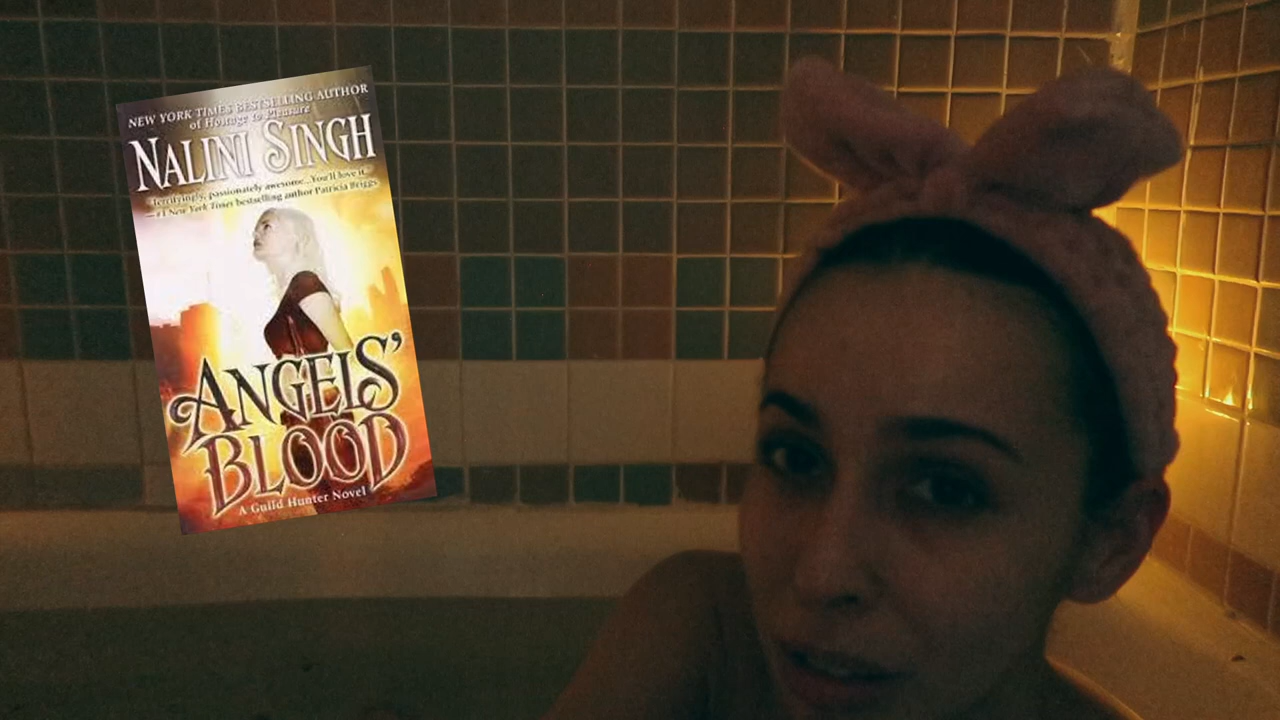 NEW YORK TIMES BESTSELLING AUTHOR
of Hostage to Pleasure
NALINI SINGH
"Terrifyingly, passionately awesome...You'll love it."
—#1 New York Times bestselling author Patricia Briggs
ANGELS'
BLOOD
A Guild Hunter Novel